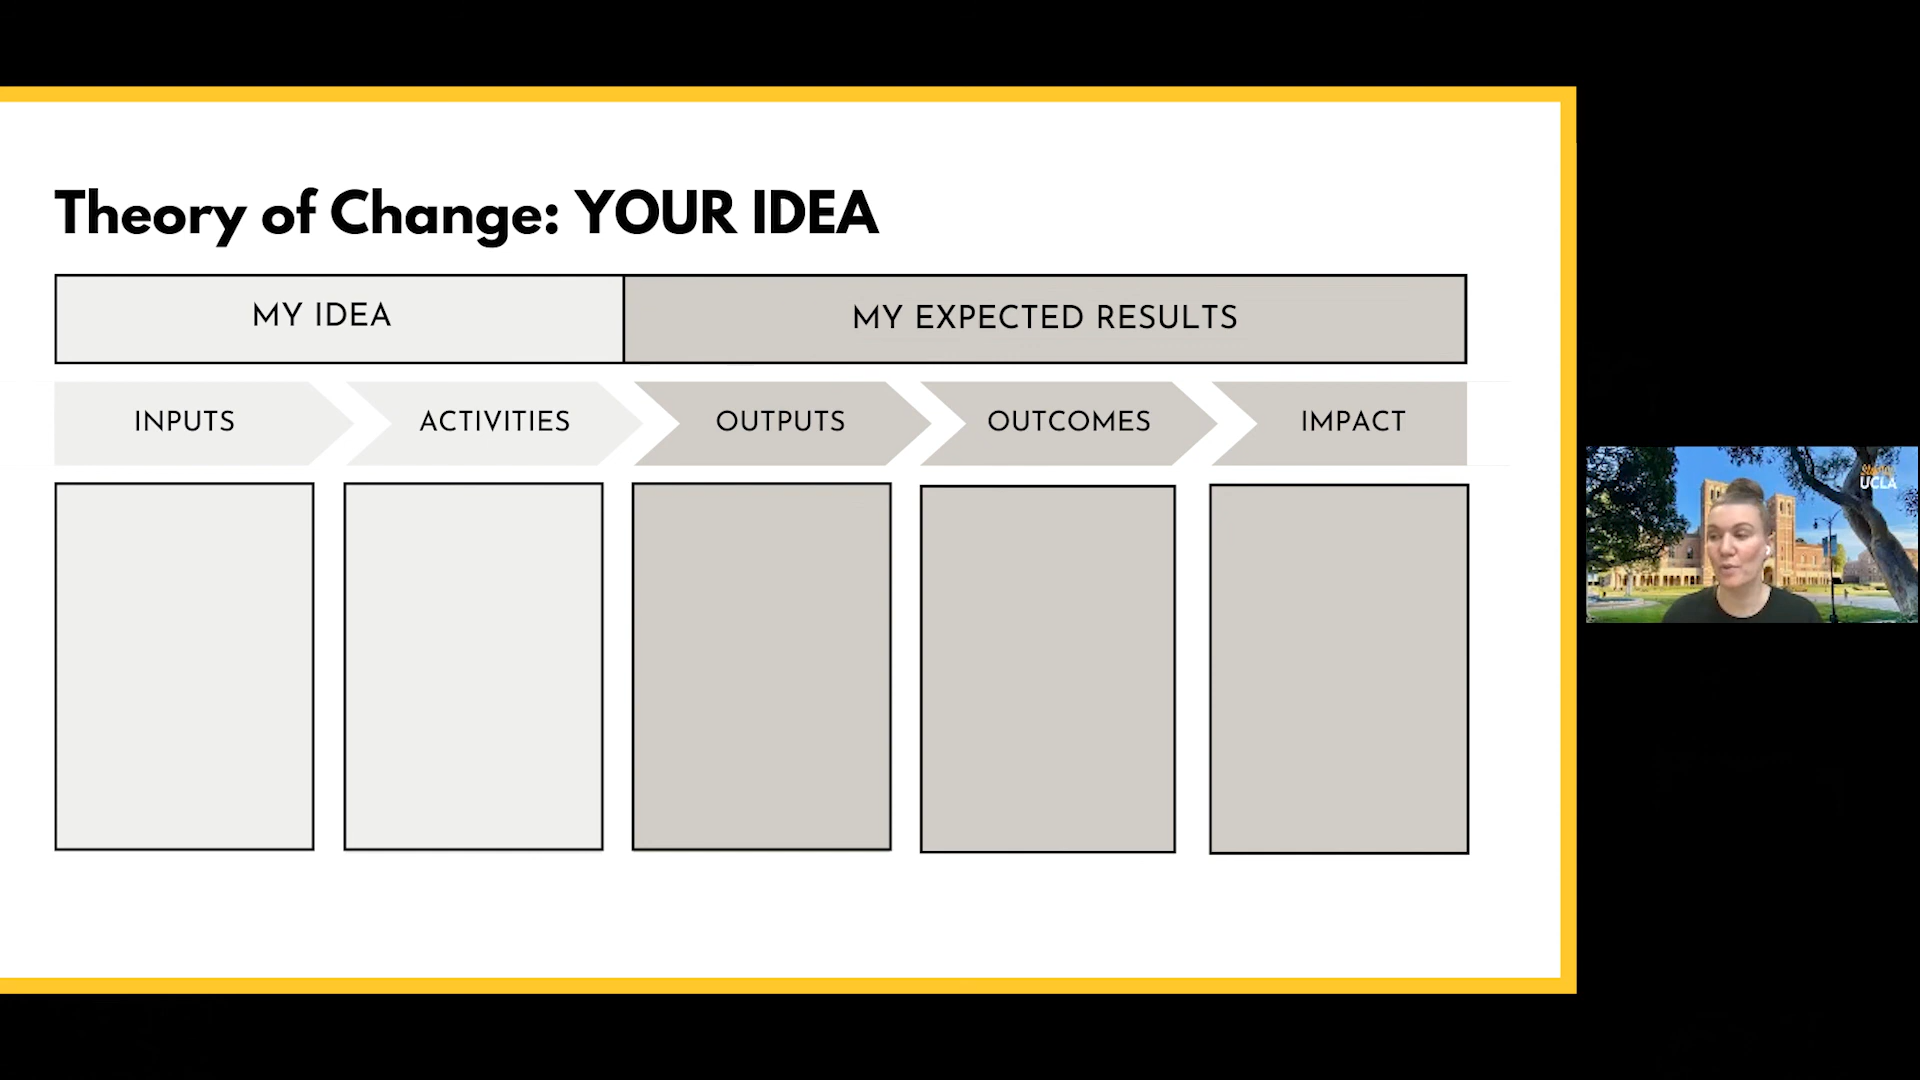 Theory of Change: YOUR IDEA
MY IDEA
MY EXPECTED RESULTS
INPUTS
ACTIVITIES
OUTPUTS
OUTCOMES
IMPACT
UCLA